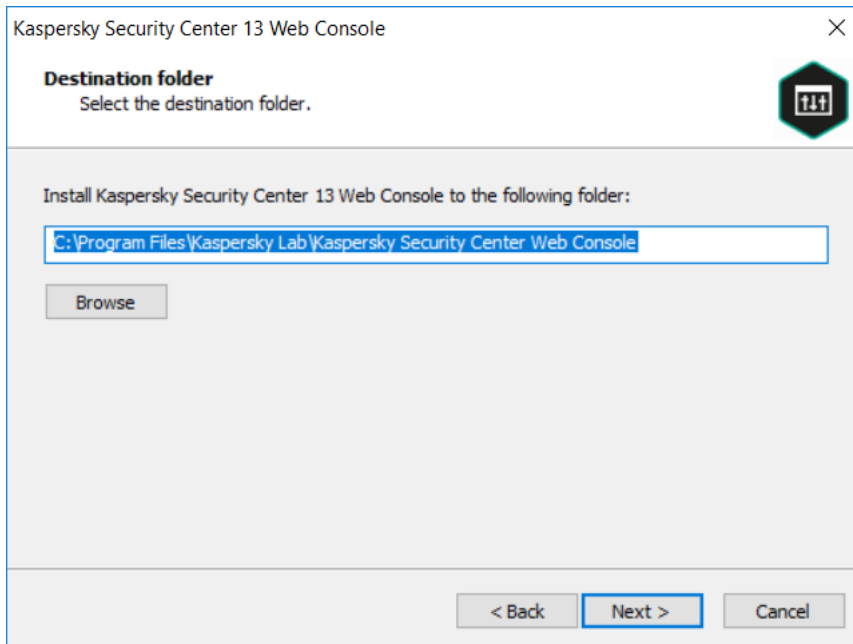 Kaspersky Security Center 13 Web Console
Destination folder
Select the destination folder.
Install Kaspersky Security Center 13 Web Console to the following folder:
C:\Program Files\Kaspersky Lab\Kaspersky Security Center Web Console
Browse
< Back Next > Cancel